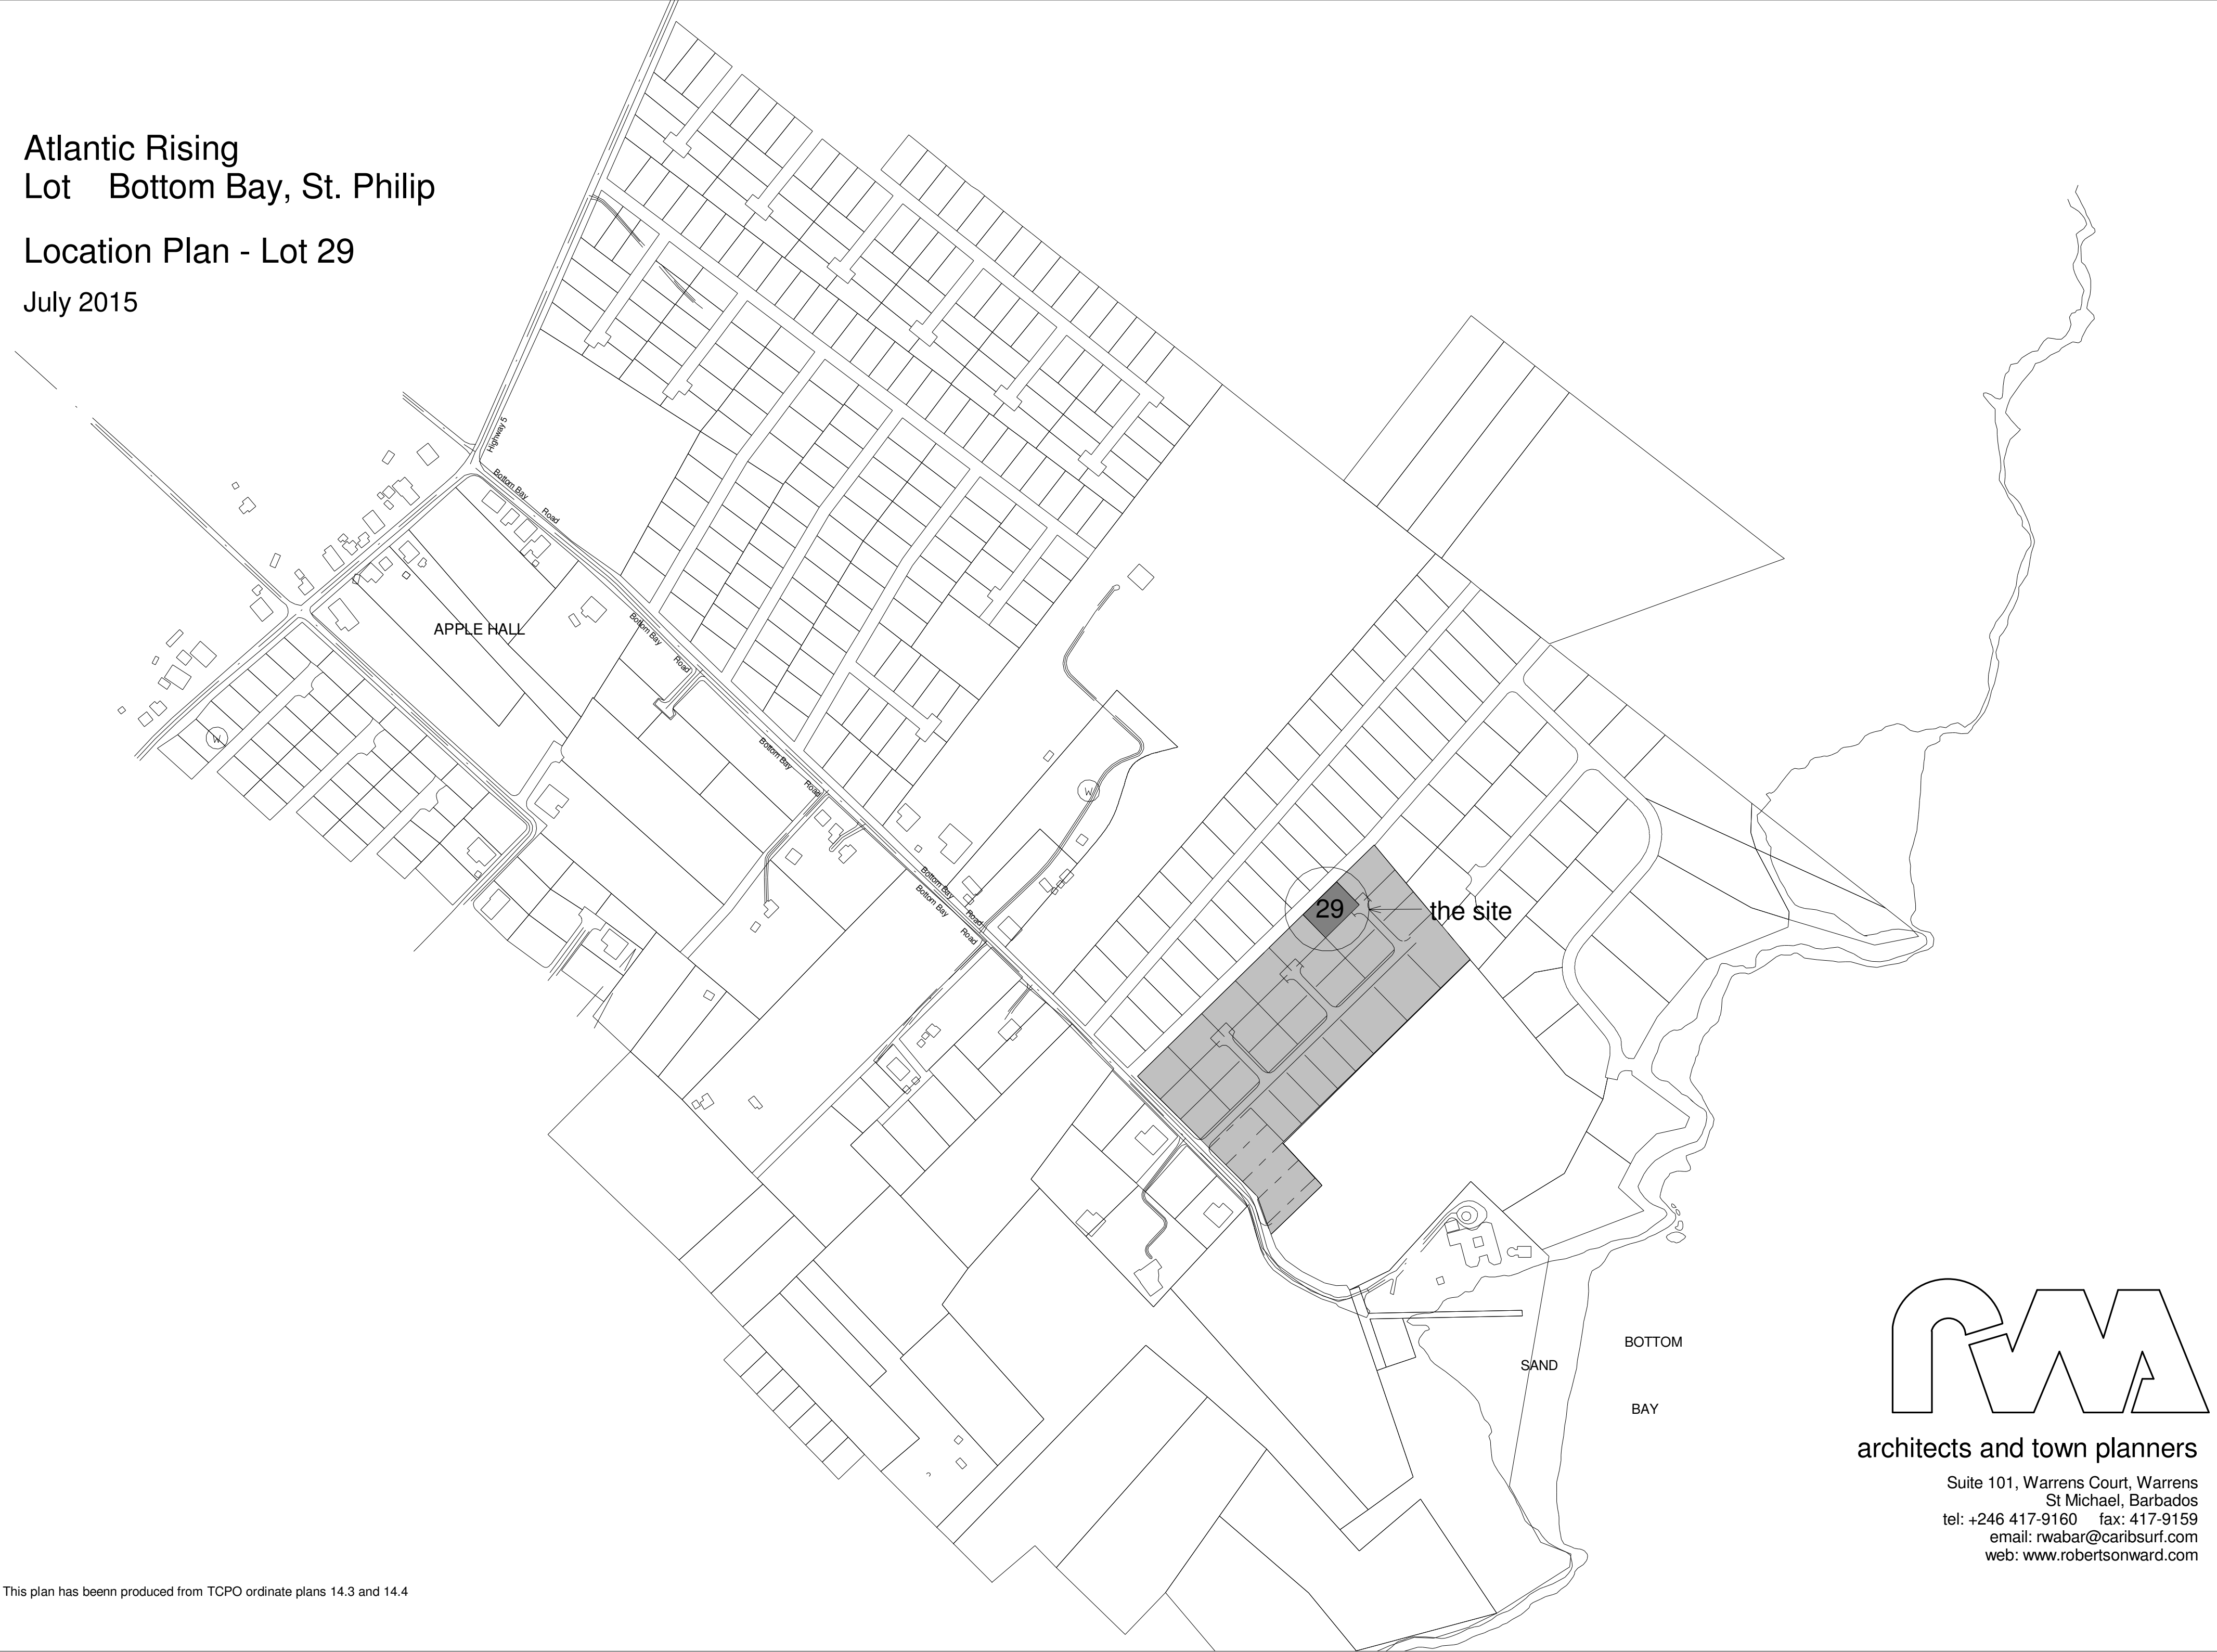 Atlantic Rising
Lot Bottom Bay, St. Philip
Location Plan - Lot 29
July 2015
Highway 5
Bottom Bay
Road
APPLE HALL
Bottom Bay
Road
W
Bottom Bay
Road
W
Bottom Bay
Road
Bottom Bay
Road
29
the site
BOTTOM
SAND
BAY
rwa
architects and town planners
Suite 101, Warrens Court, Warrens
St Michael, Barbados
tel: +246 417-9160 fax: 417-9159
email: rwabar@caribsurf.com
web: www.robertsonward.com
This plan has beenn produced from TCPO ordinate plans 14.3 and 14.4